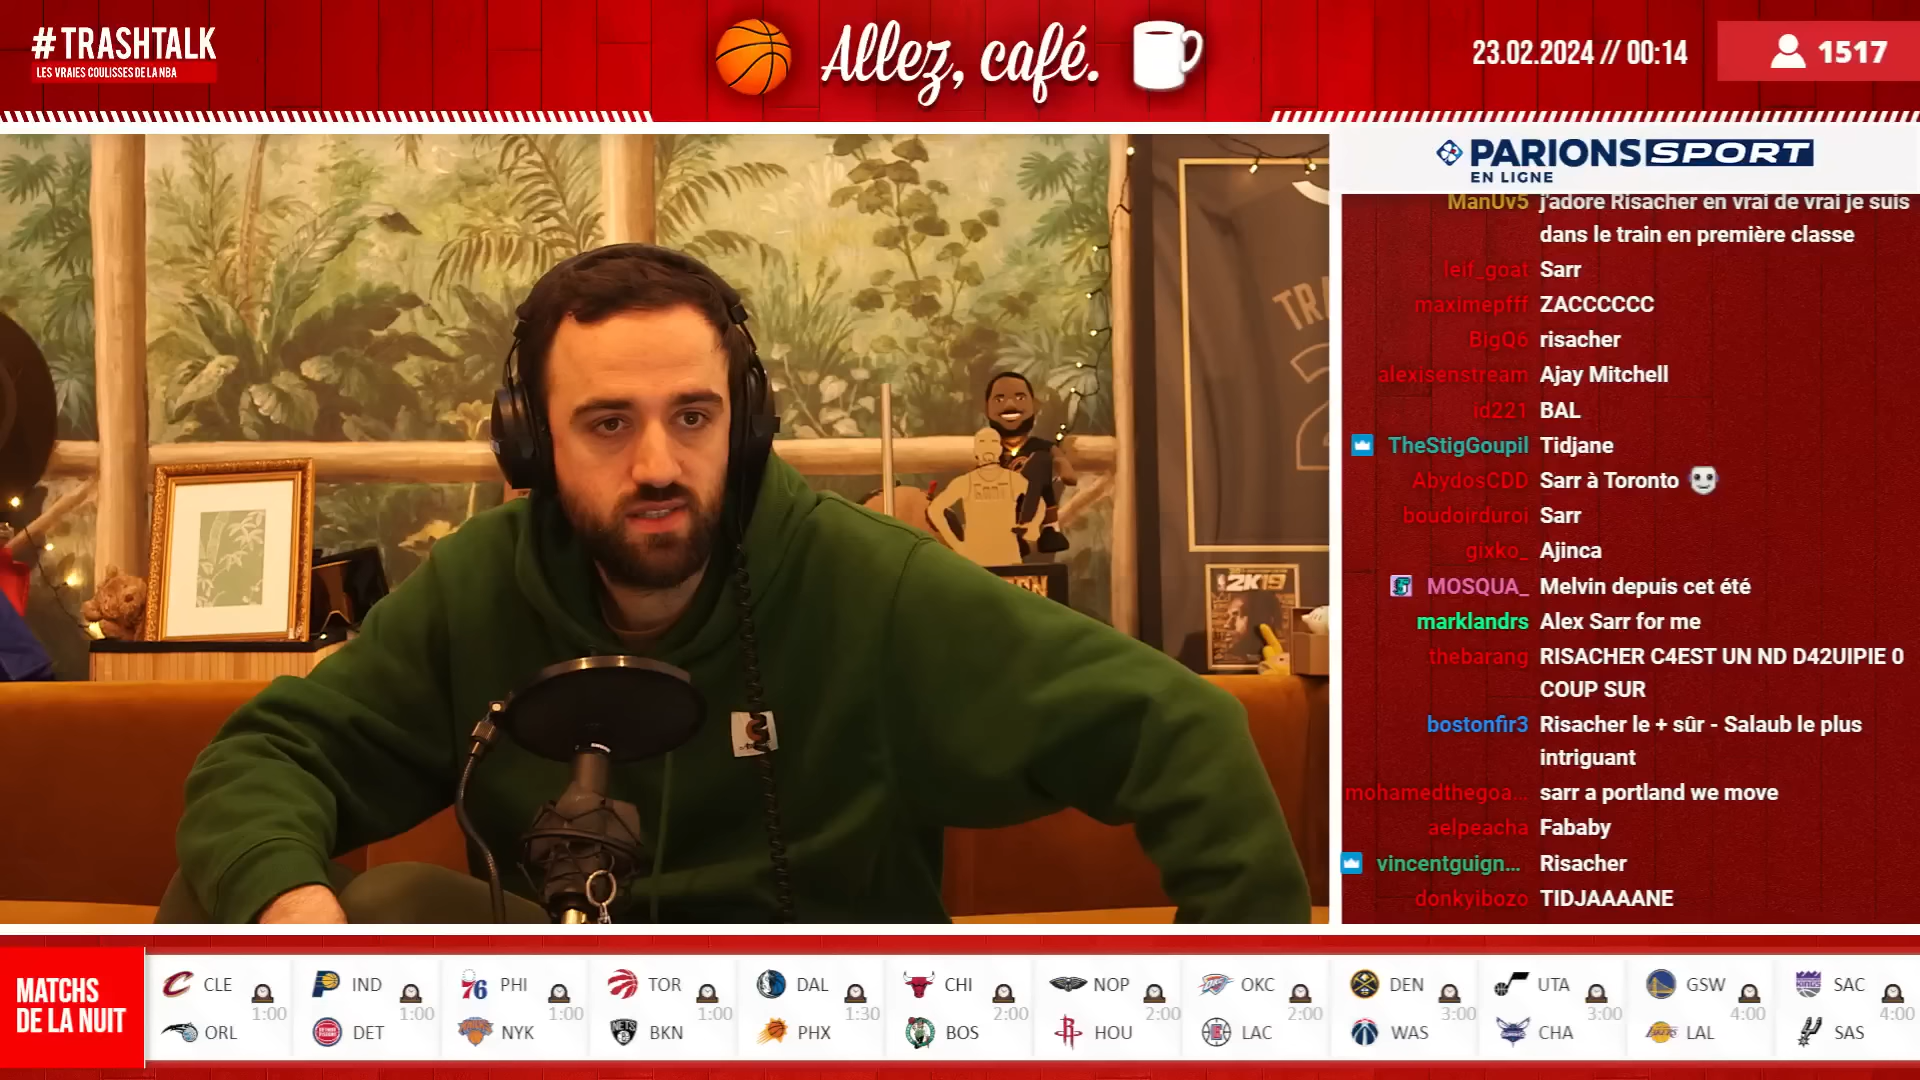 #TRASHTALK
LES VRAIES COULISSES DE LA NBA
Allez, café.
23.02.2024 // 00:14
1517
PARIONS SPORT
EN LIGNE
ManUv5 j'adore Risacher en vrai de vrai je suis
dans le train en première classe
leif_goat Sarr
maximepfff ZACCCCCC
BigQ6 risacher
alexisenstream Ajay Mitchell
id221 BAL
TheStigGoupil Tidjane
AbydosCDD Sarr à Toronto
boudoirduroi Sarr
gixko_ Ajinca
MOSQUA_ Melvin depuis cet été
marklandrs Alex Sarr for me
thebarang RISACHER C4EST UN ND D42UIPIE 0
COUP SUR
bostonfir3 Risacher le + sûr - Salaub le plus
intriguant
mohamedthegoa... sarr a portland we move
aelpeacha Fababy
vincentguign... Risacher
donkyibozo TIDJAAAANE
TRA
2
2K19
MATCHS
DE LA NUIT
CLE ORL 1:00
IND DET 1:00
PHI NYK 1:00
TOR BKN 1:00
DAL PHX 1:30
CHI BOS 2:00
NOP HOU 2:00
OKC LAC 2:00
DEN WAS 3:00
UTA CHA 3:00
GSW LAL 4:00
SAC SAS 4:00